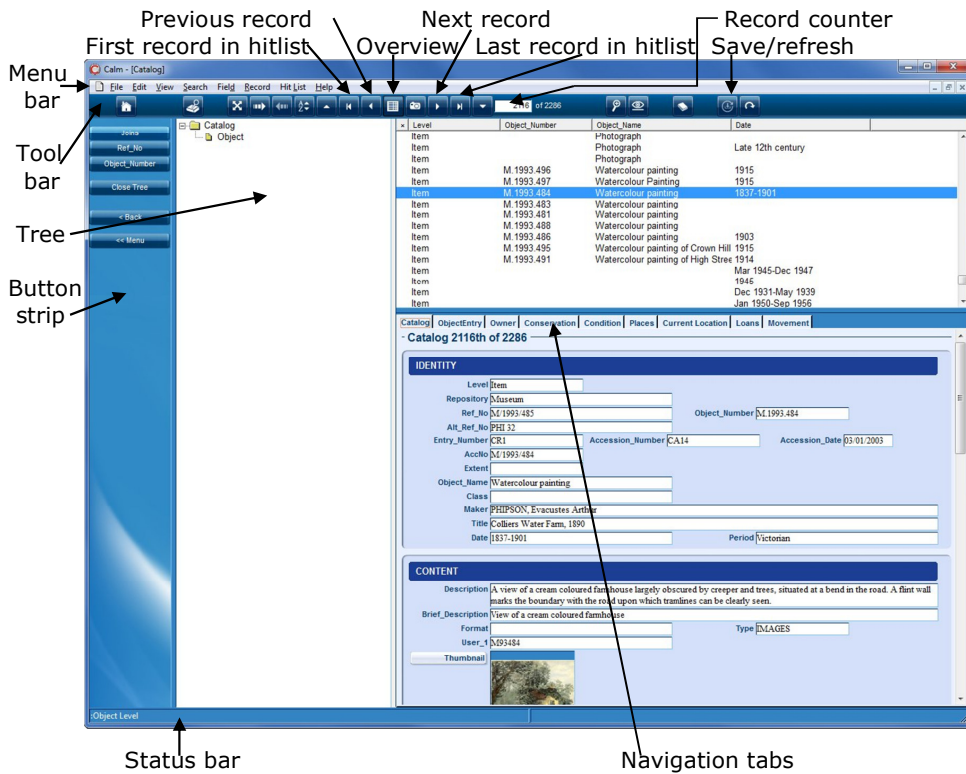 Previous record
Next record
Record counter
First record in hitlist
Overview
Last record in hitlist
Save/refresh
Menu bar
Tool bar
Tree
Button strip
Calm - [Catalog]
File Edit View Search Field Record Hit List Help
2116 of 2286
Joins
Ref_No
Object_Number
Close Tree
< Back
<< Menu
Catalog
Object
× Level Object_Number Object_Name Date
Item Photograph
Item Photograph Late 12th century
Item Photograph
Item M.1993.496 Watercolour painting 1915
Item M.1993.497 Watercolour Painting 1915
Item M.1993.484 Watercolour painting 1837-1901
Item M.1993.483 Watercolour painting
Item M.1993.481 Watercolour painting
Item M.1993.488 Watercolour painting
Item M.1993.486 Watercolour painting 1903
Item M.1993.495 Watercolour painting of Crown Hill 1915
Item M.1993.491 Watercolour painting of High Stree 1914
Item Mar 1945-Dec 1947
Item 1945
Item Dec 1931-May 1939
Item Jan 1950-Sep 1956
Catalog ObjectEntry Owner Conservation Condition Places Current Location Loans Movement
Catalog 2116th of 2286
IDENTITY
Level Item
Repository Museum
Ref_No M/1993/485 Object_Number M.1993.484
Alt_Ref_No PHI 32
Entry_Number CR1 Accession_Number CA14 Accession_Date 03/01/2003
AccNo M/1993/484
Extent
Object_Name Watercolour painting
Class
Maker PHIPSON, Evacustes Arthur
Title Colliers Water Farm, 1890
Date 1837-1901 Period Victorian
CONTENT
Description A view of a cream coloured farmhouse largely obscured by creeper and trees, situated at a bend in the road. A flint wall
marks the boundary with the road upon which tramlines can be clearly seen.
Brief_Description View of a cream coloured farmhouse
Format Type IMAGES
User_1 M93484
Thumbnail
:Object Level
Status bar
Navigation tabs